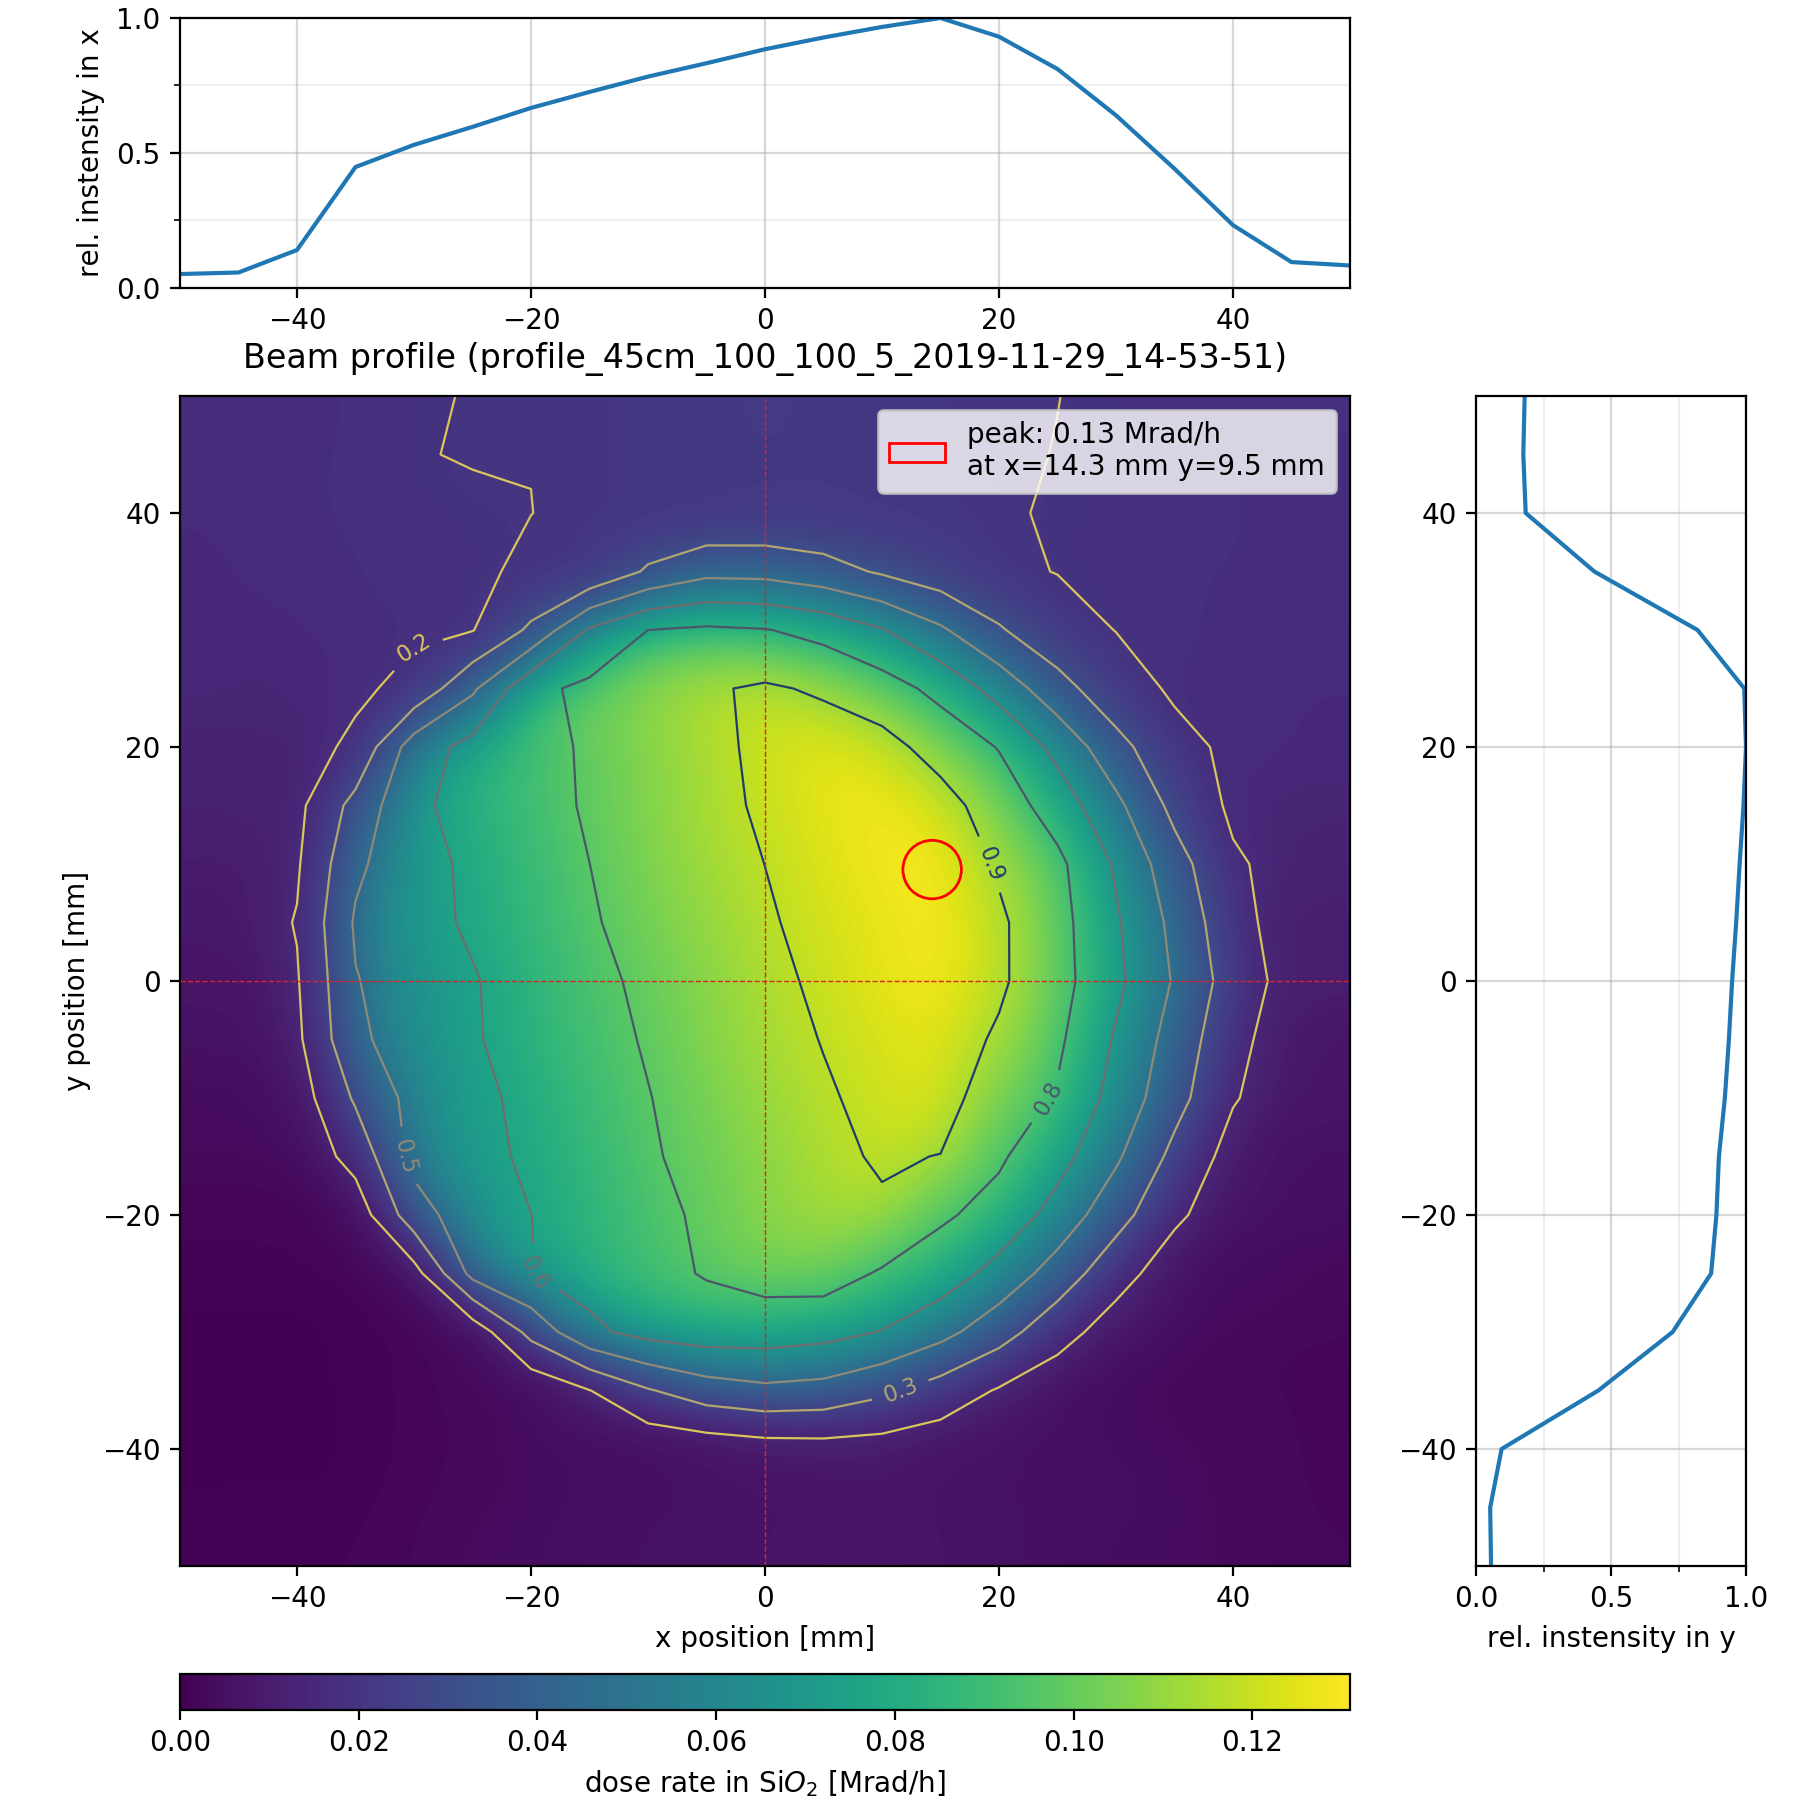 rel. instensity in x
1.0
0.5
0.0
−40 −20 0 20 40
Beam profile (profile_45cm_100_100_5_2019-11-29_14-53-51)
peak: 0.13 Mrad/h
at x=14.3 mm y=9.5 mm
y position [mm]
40
20
0
−20
−40
0.2
0.9
0.8
0.5
0.6
0.3
−40 −20 0 20 40
x position [mm]
40
20
0
−20
−40
0.0 0.5 1.0
rel. instensity in y
0.00 0.02 0.04 0.06 0.08 0.10 0.12
dose rate in SiO₂ [Mrad/h]